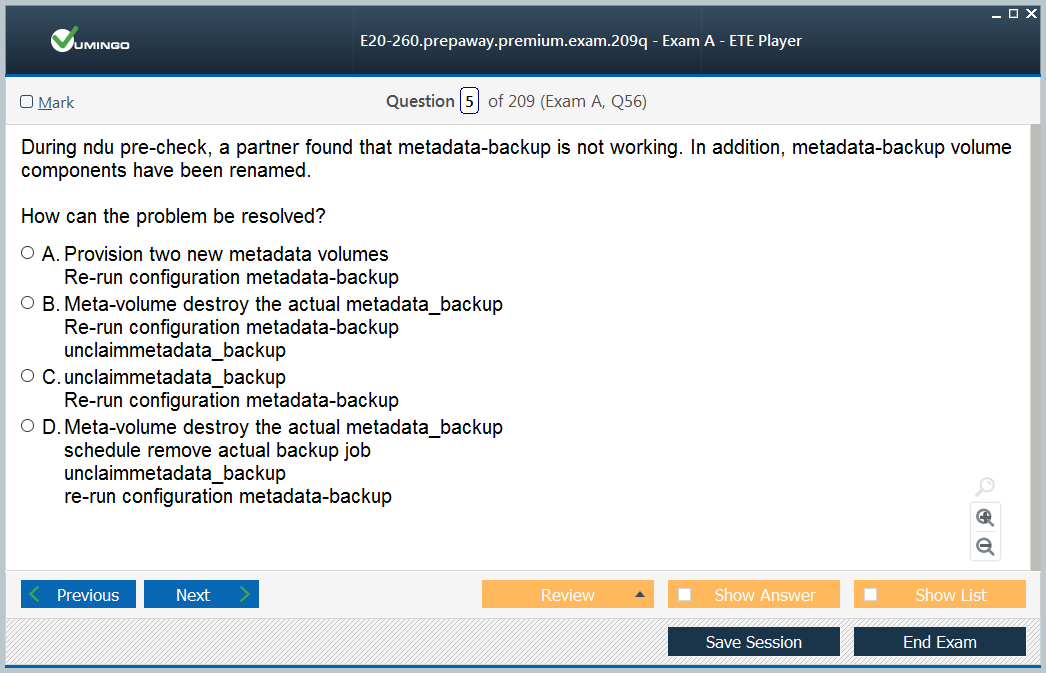 VUMINGO
E20-260.prepaway.premium.exam.209q - Exam A - ETE Player
Mark
Question 5 of 209 (Exam A, Q56)
During ndu pre-check, a partner found that metadata-backup is not working. In addition, metadata-backup volume
components have been renamed.
How can the problem be resolved?
A. Provision two new metadata volumes
Re-run configuration metadata-backup
B. Meta-volume destroy the actual metadata_backup
Re-run configuration metadata-backup
unclaimmetadata_backup
C. unclaimmetadata_backup
Re-run configuration metadata-backup
D. Meta-volume destroy the actual metadata_backup
schedule remove actual backup job
unclaimmetadata_backup
re-run configuration metadata-backup
Previous
Next
Review
Show Answer
Show List
Save Session
End Exam